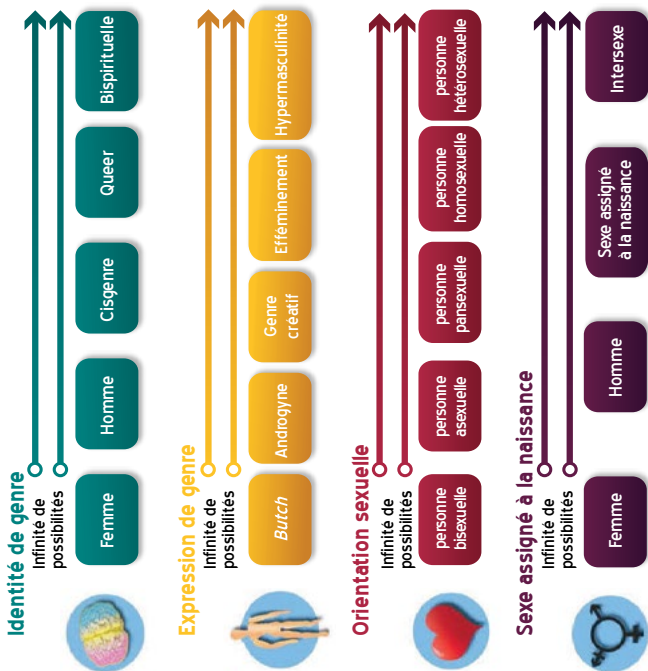 Identité de genre
Infinité de
possibilités
Femme
Homme
Cisgenre
Queer
Bispirituelle
Expression de genre
Infinité de
possibilités
Butch
Androgyne
Genre
créatif
Efféminement
Hypermasculinité
Orientation sexuelle
Infinité de
possibilités
personne
bisexuelle
personne
asexuelle
personne
pansexuelle
personne
homosexuelle
personne
hétérosexuelle
Sexe assigné à la naissance
Infinité de
possibilités
Femme
Homme
Sexe assigné
à la naissance
Intersexe